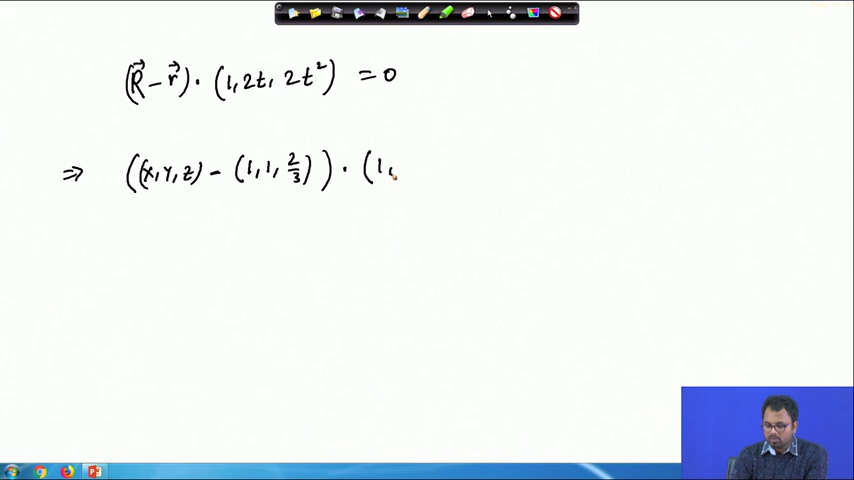 (R⃗ − r⃗) · (1, 2t, 2t²) = 0
⇒ ((X, Y, Z) − (1, 1, 2/3)) · (1,